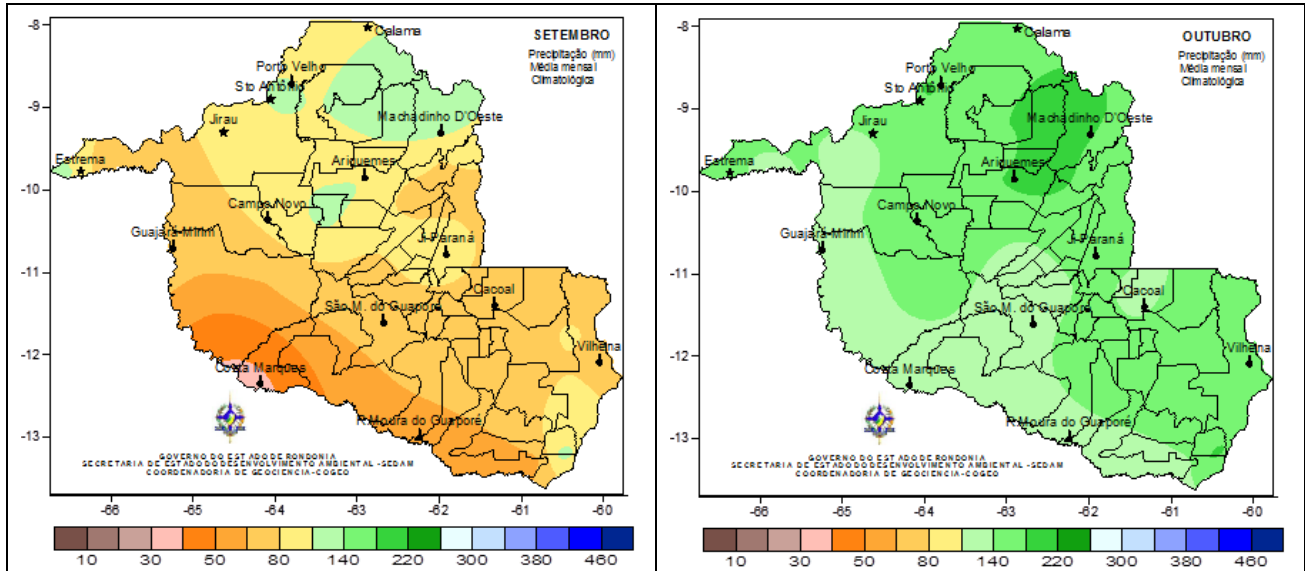 SETEMBRO
Precipitação (mm)
Média mensal
Climatológica
-8
-9
-10
-11
-12
-13
Calama
Porto Velho
Sto Antônio
Jirau
Machadinho D'Oeste
Estrema
Ariquemes
Campo Novo
Guajará-Mirim
Ji-Paraná
Cacoal
São M. do Guaporé
Vilhena
Costa Marques
R.Moura do Guaporé
GOVERNO DO ESTADO DE RONDONIA
SECRETARIA DE ESTADO DO DESENVOLVIMENTO AMBIENTAL -SEDAM
COORDENADORIA DE GEOCIENCIA-COGEO
-66 -65 -64 -63 -62 -61 -60
10 30 50 80 140 220 300 380 460
OUTUBRO
Precipitação (mm)
Média mensal
Climatológica
-8
-9
-10
-11
-12
-13
Calama
Porto Velho
Sto Antônio
Jirau
Machadinho D'Oeste
Estrema
Ariquemes
Campo Novo
Guajará-Mirim
Ji-Paraná
Cacoal
São M. do Guaporé
Vilhena
Costa Marques
R.Moura do Guaporé
GOVERNO DO ESTADO DE RONDONIA
SECRETARIA DE ESTADO DO DESENVOLVIMENTO AMBIENTAL -SEDAM
COORDENADORIA DE GEOCIENCIA-COGEO
-66 -65 -64 -63 -62 -61 -60
10 30 50 80 140 220 300 380 460